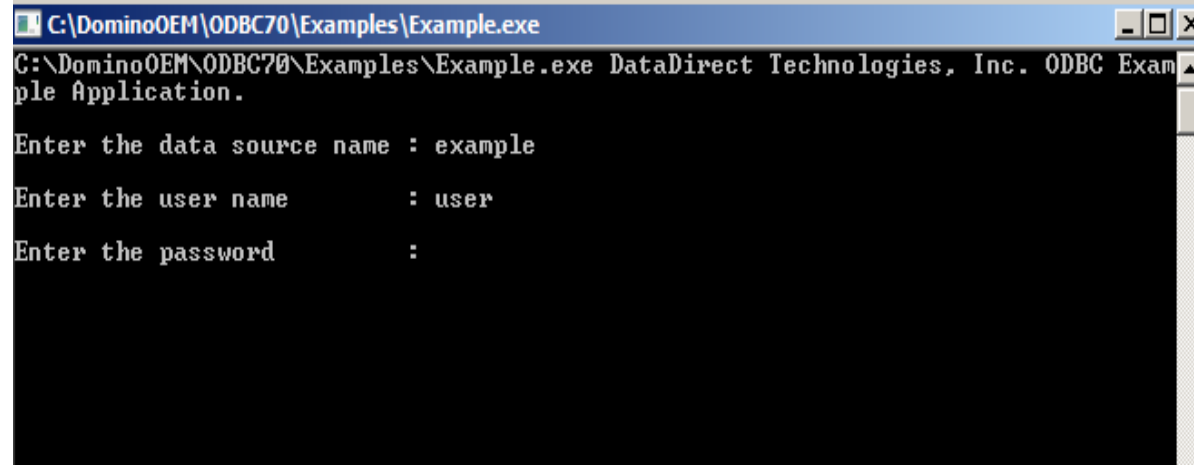 C:\DominoOEM\ODBC70\Examples\Example.exe
C:\DominoOEM\ODBC70\Examples\Example.exe DataDirect Technologies, Inc. ODBC Exam
ple Application.
Enter the data source name : example
Enter the user name : user
Enter the password :